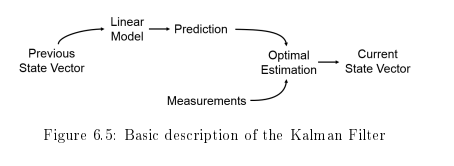 Linear
Model
Prediction
Previous
State Vector
Optimal
Estimation
Current
State Vector
Measurements
Figure 6.5: Basic description of the Kalman Filter